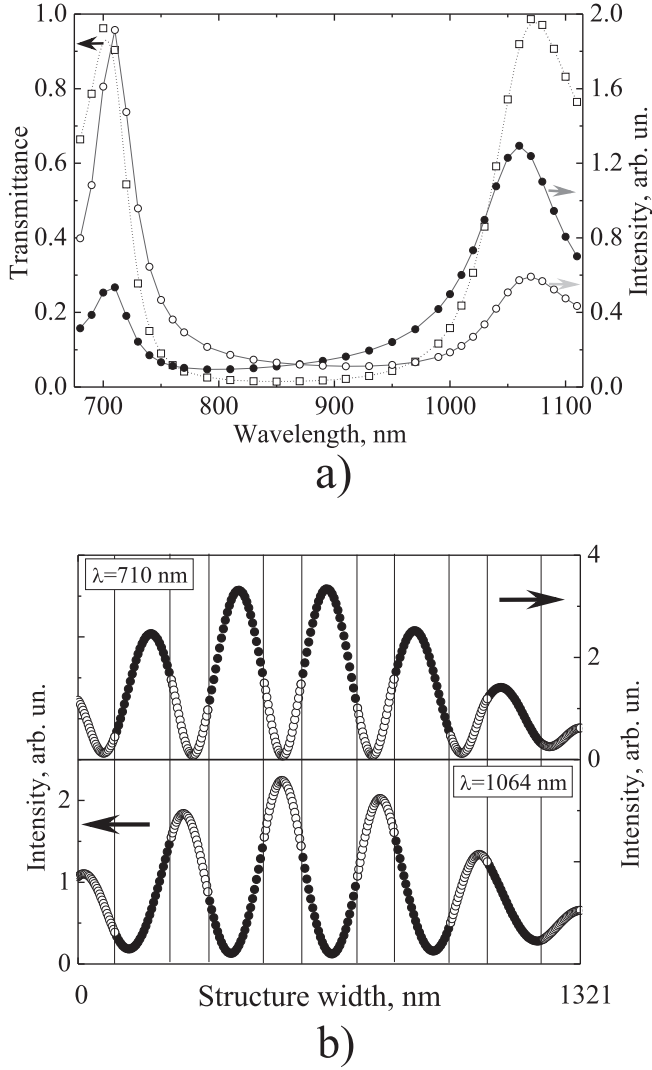 1.0
0.8
0.6
0.4
0.2
0.0
Transmittance
2.0
1.6
1.2
0.8
0.4
0.0
Intensity, arb. un.
700 800 900 1000 1100
Wavelength, nm
a)
λ=710 nm
4
2
0
Intensity, arb. un.
λ=1064 nm
2
1
0
Intensity, arb. un.
0 Structure width, nm 1321
b)